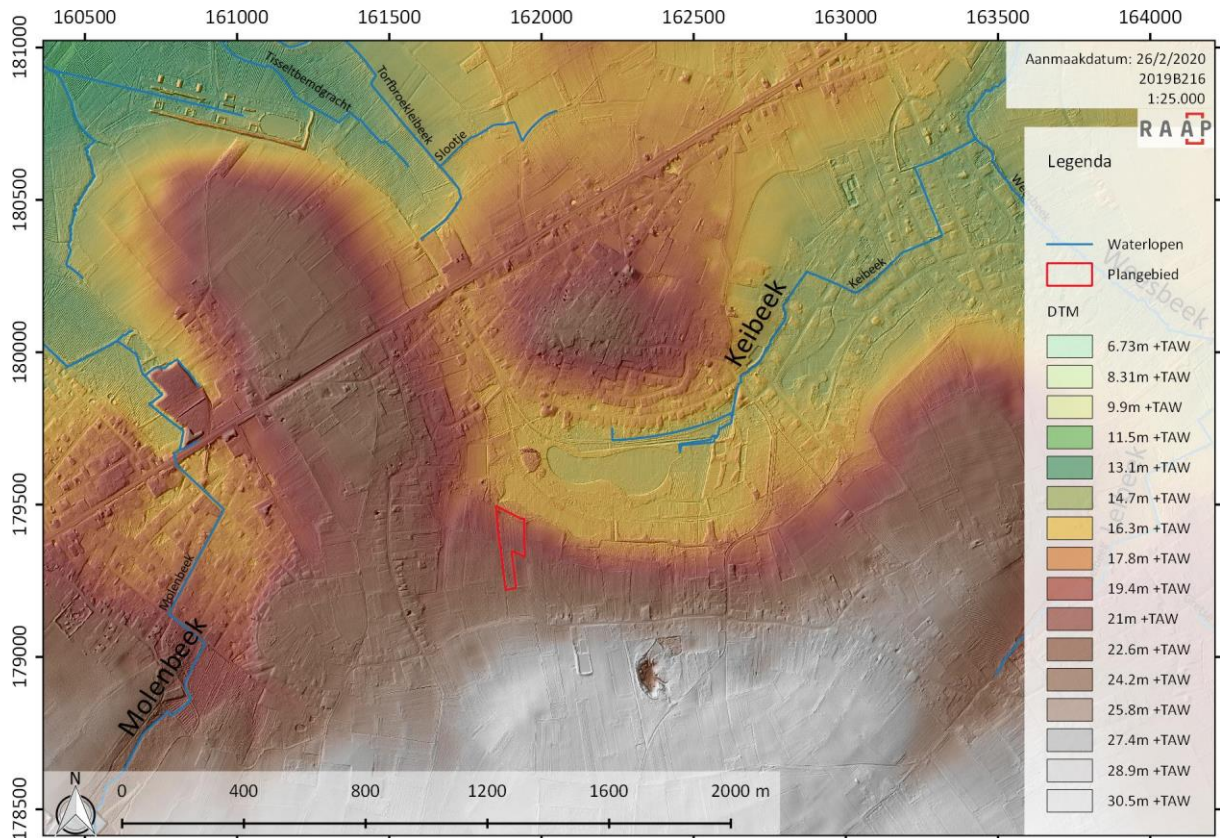 160500 161000 161500 162000 162500 163000 163500 164000
181000
180500
180000
179500
179000
178500
Aanmaakdatum: 26/2/2020
2019B216
1:25.000
RAAP
Legenda
Waterlopen
Plangebied
DTM
6.73m +TAW
8.31m +TAW
9.9m +TAW
11.5m +TAW
13.1m +TAW
14.7m +TAW
16.3m +TAW
17.8m +TAW
19.4m +TAW
21m +TAW
22.6m +TAW
24.2m +TAW
25.8m +TAW
27.4m +TAW
28.9m +TAW
30.5m +TAW
Tisseltbemdgracht
Torfbroekleibeek
Slootje
Keibeek
Keibeek
Weesbeek
Molenbeek
Molenbeek
N
0 400 800 1200 1600 2000 m